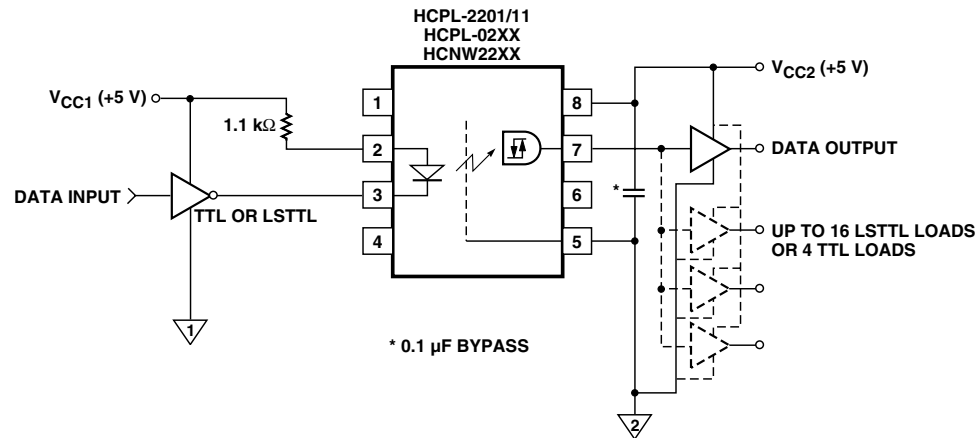 HCPL-2201/11
HCPL-02XX
HCNW22XX
VCC1 (+5 V)
1.1 kΩ
DATA INPUT
TTL OR LSTTL
1
1
2
3
4
8
7
6
5
*
VCC2 (+5 V)
DATA OUTPUT
UP TO 16 LSTTL LOADS
OR 4 TTL LOADS
* 0.1 µF BYPASS
2